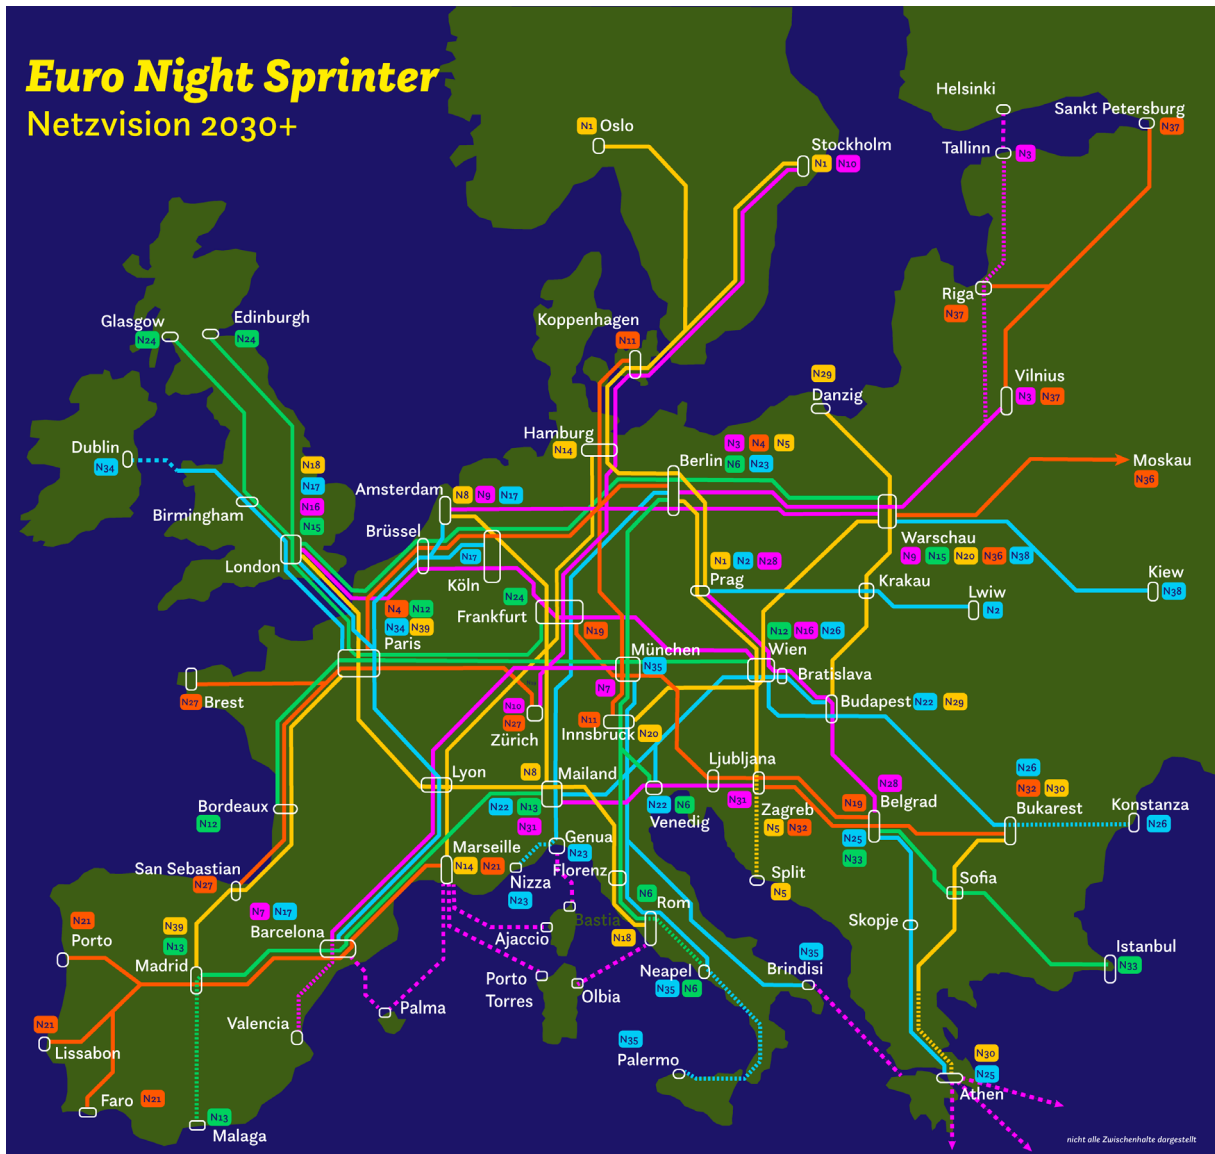 Euro Night Sprinter
Netzvision 2030+
Helsinki
Sankt Petersburg
N37
N1 Oslo
Stockholm
N1 N10
Tallinn
N3
Riga
N37
Glasgow
N24
Edinburgh
N24
Koppenhagen
N11
N29
Danzig
Vilnius
N3 N37
Dublin
N34
N18
N17
N16
N15
Birmingham
London
Hamburg
N14
N3 N4 N5
Berlin
N6 N23
Moskau
N36
Amsterdam
N8 N9 N17
Brüssel
N17
Köln
Warschau
N9 N15 N20 N36 N38
N1 N2 N28
Prag
Krakau
Lwiw
N2
Kiew
N38
N24
Frankfurt
N19
N4 N12
N34 N39
Paris
N12 N16 N26
Wien
München
N35
N7
Bratislava
Brest
N27
N10
N27
Zürich
N11
Innsbruck
N20
Budapest
N22 N29
Lyon
N8
Mailand
N22 N13
N31
Ljubljana
N31
N22 N6
Venedig
Zagreb
N5 N32
N28
Belgrad
N19
N25
N33
N26
N32 N30
Bukarest
Konstanza
N26
Bordeaux
N12
Marseille
N14 N21
Genua
N23
Nizza
N23
Florenz
Split
N5
Sofia
San Sebastian
N27
N7 N17
Barcelona
N39
N13
Madrid
N21
Porto
Bastia
Ajaccio
N6
Rom
N18
Skopje
Neapel
N35 N6
N35
Brindisi
Istanbul
N33
Porto
Torres
Olbia
Palma
Valencia
N21
Lissabon
N35
Palermo
N30
N25
Athen
Faro
N21
N13
Malaga
nicht alle Zwischenhalte dargestellt